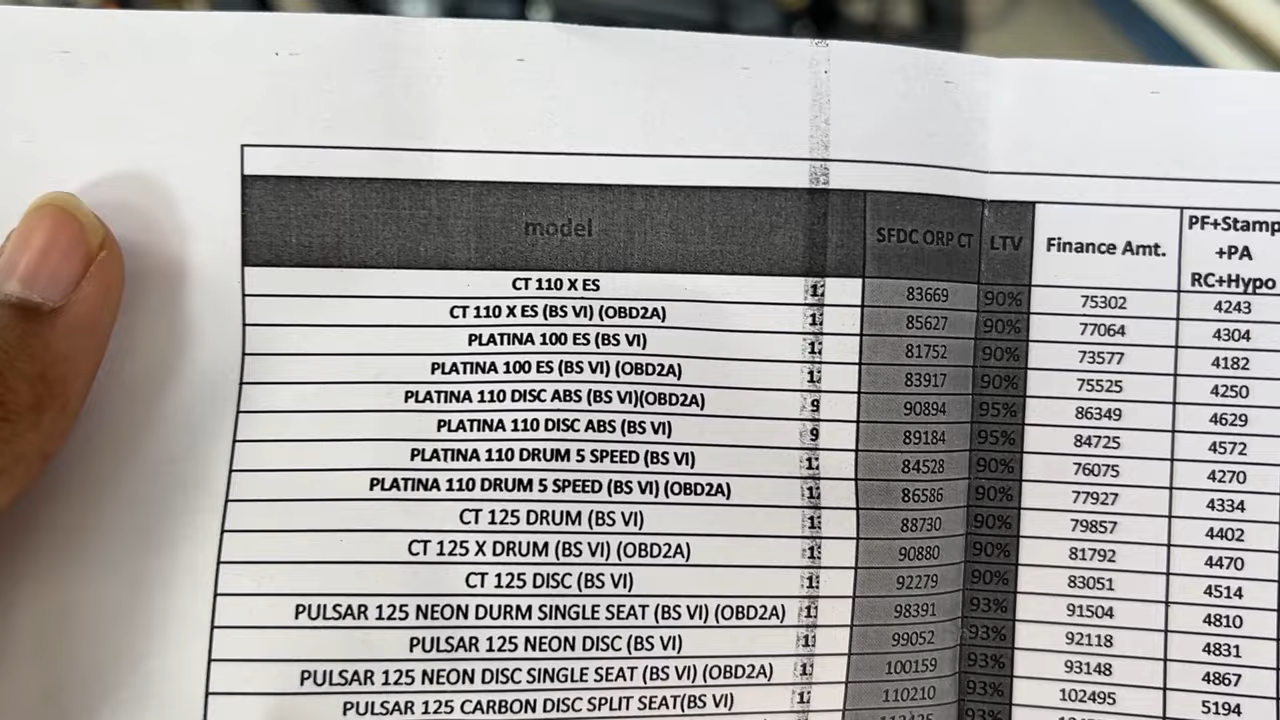 model SFDC ORP CT LTV Finance Amt. PF+Stamp
+PA
RC+Hypo
CT 110 X ES 83669 90% 75302 4243
CT 110 X ES (BS VI) (OBD2A) 85627 90% 77064 4304
PLATINA 100 ES (BS VI) 81752 90% 73577 4182
PLATINA 100 ES (BS VI) (OBD2A) 83917 90% 75525 4250
PLATINA 110 DISC ABS (BS VI)(OBD2A) 90894 95% 86349 4629
PLATINA 110 DISC ABS (BS VI) 89184 95% 84725 4572
PLATINA 110 DRUM 5 SPEED (BS VI) 84528 90% 76075 4270
PLATINA 110 DRUM 5 SPEED (BS VI) (OBD2A) 86586 90% 77927 4334
CT 125 DRUM (BS VI) 88730 90% 79857 4402
CT 125 X DRUM (BS VI) (OBD2A) 90880 90% 81792 4470
CT 125 DISC (BS VI) 92279 90% 83051 4514
PULSAR 125 NEON DURM SINGLE SEAT (BS VI) (OBD2A) 98391 93% 91504 4810
PULSAR 125 NEON DISC (BS VI) 99052 93% 92118 4831
PULSAR 125 NEON DISC SINGLE SEAT (BS VI) (OBD2A) 100159 93% 93148 4867
PULSAR 125 CARBON DISC SPLIT SEAT(BS VI) 110210 93% 102495 5194
93%